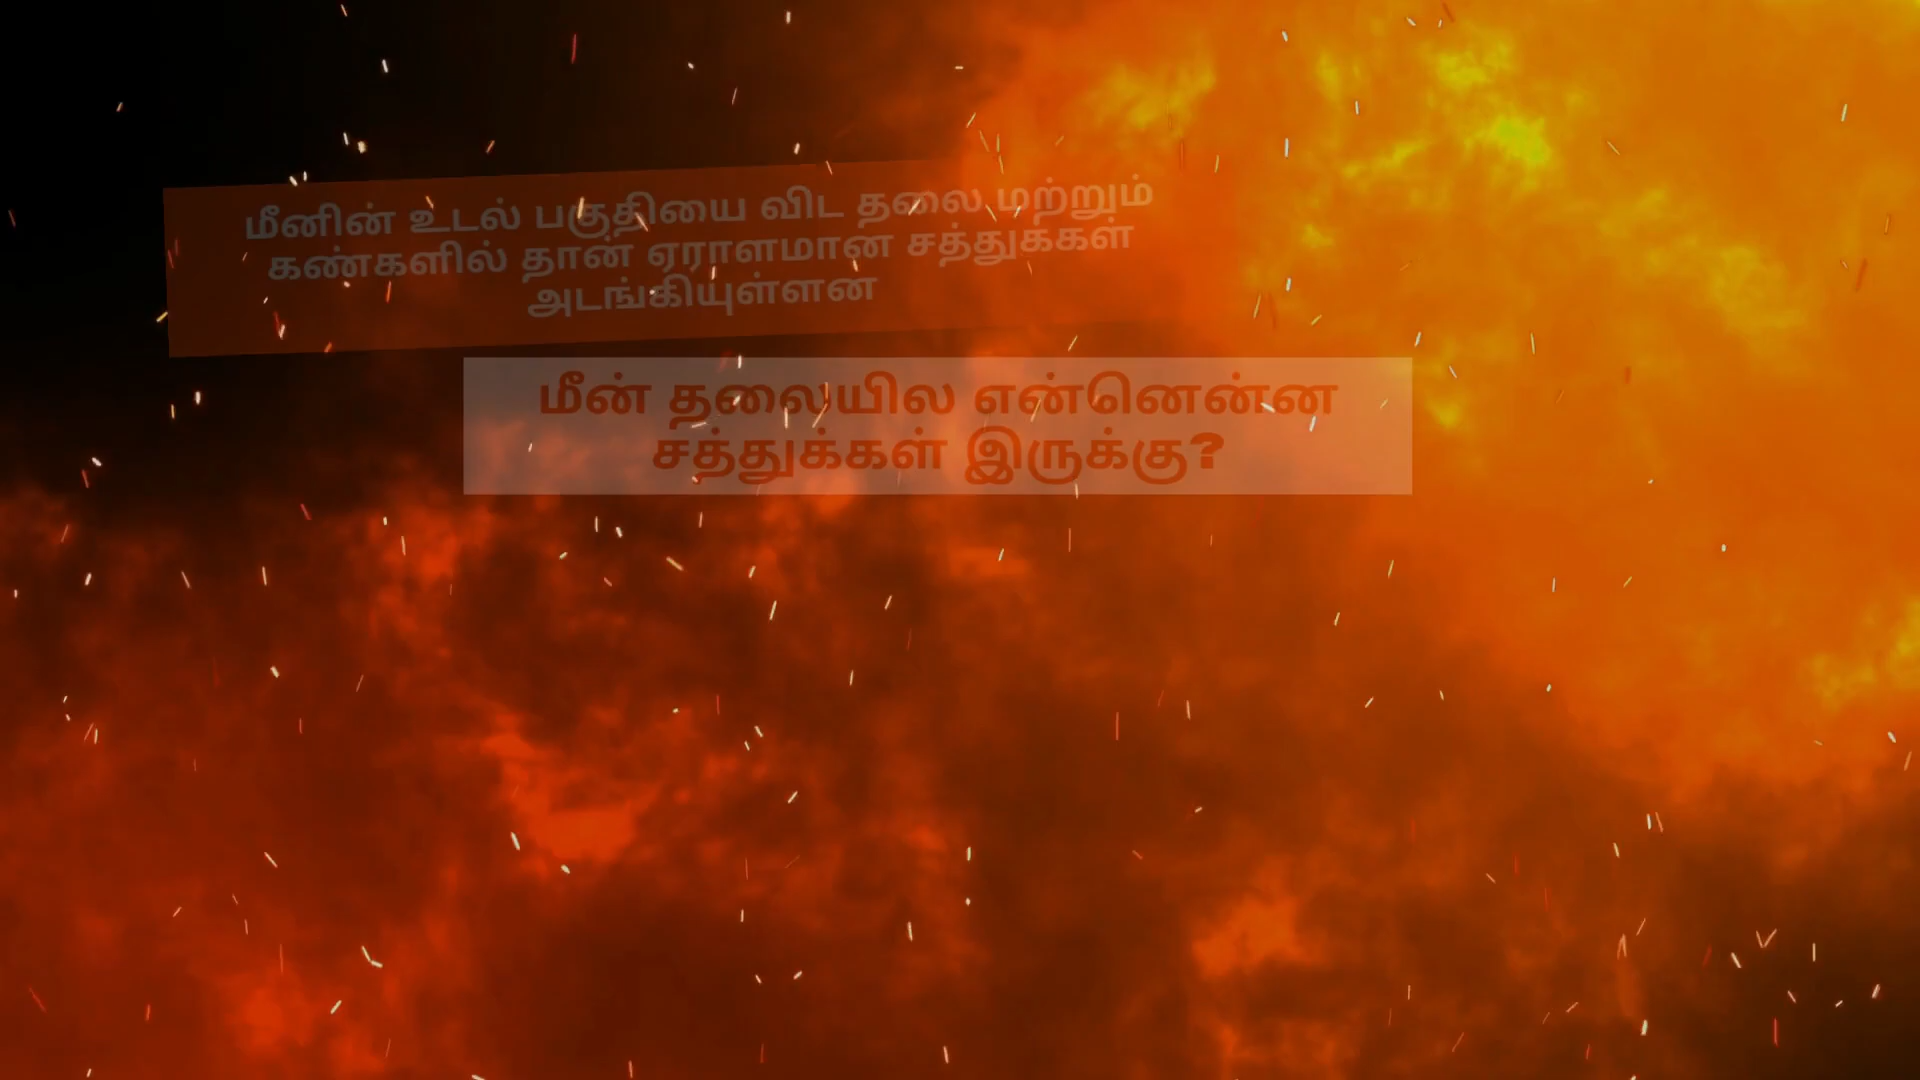 மீனின் உடல் பகுதியை விட தலை மற்றும்
கண்களில் தான் ஏராளமான சத்துக்கள்
அடங்கியுள்ளன
மீன் தலையில என்னென்ன
சத்துக்கள் இருக்கு?